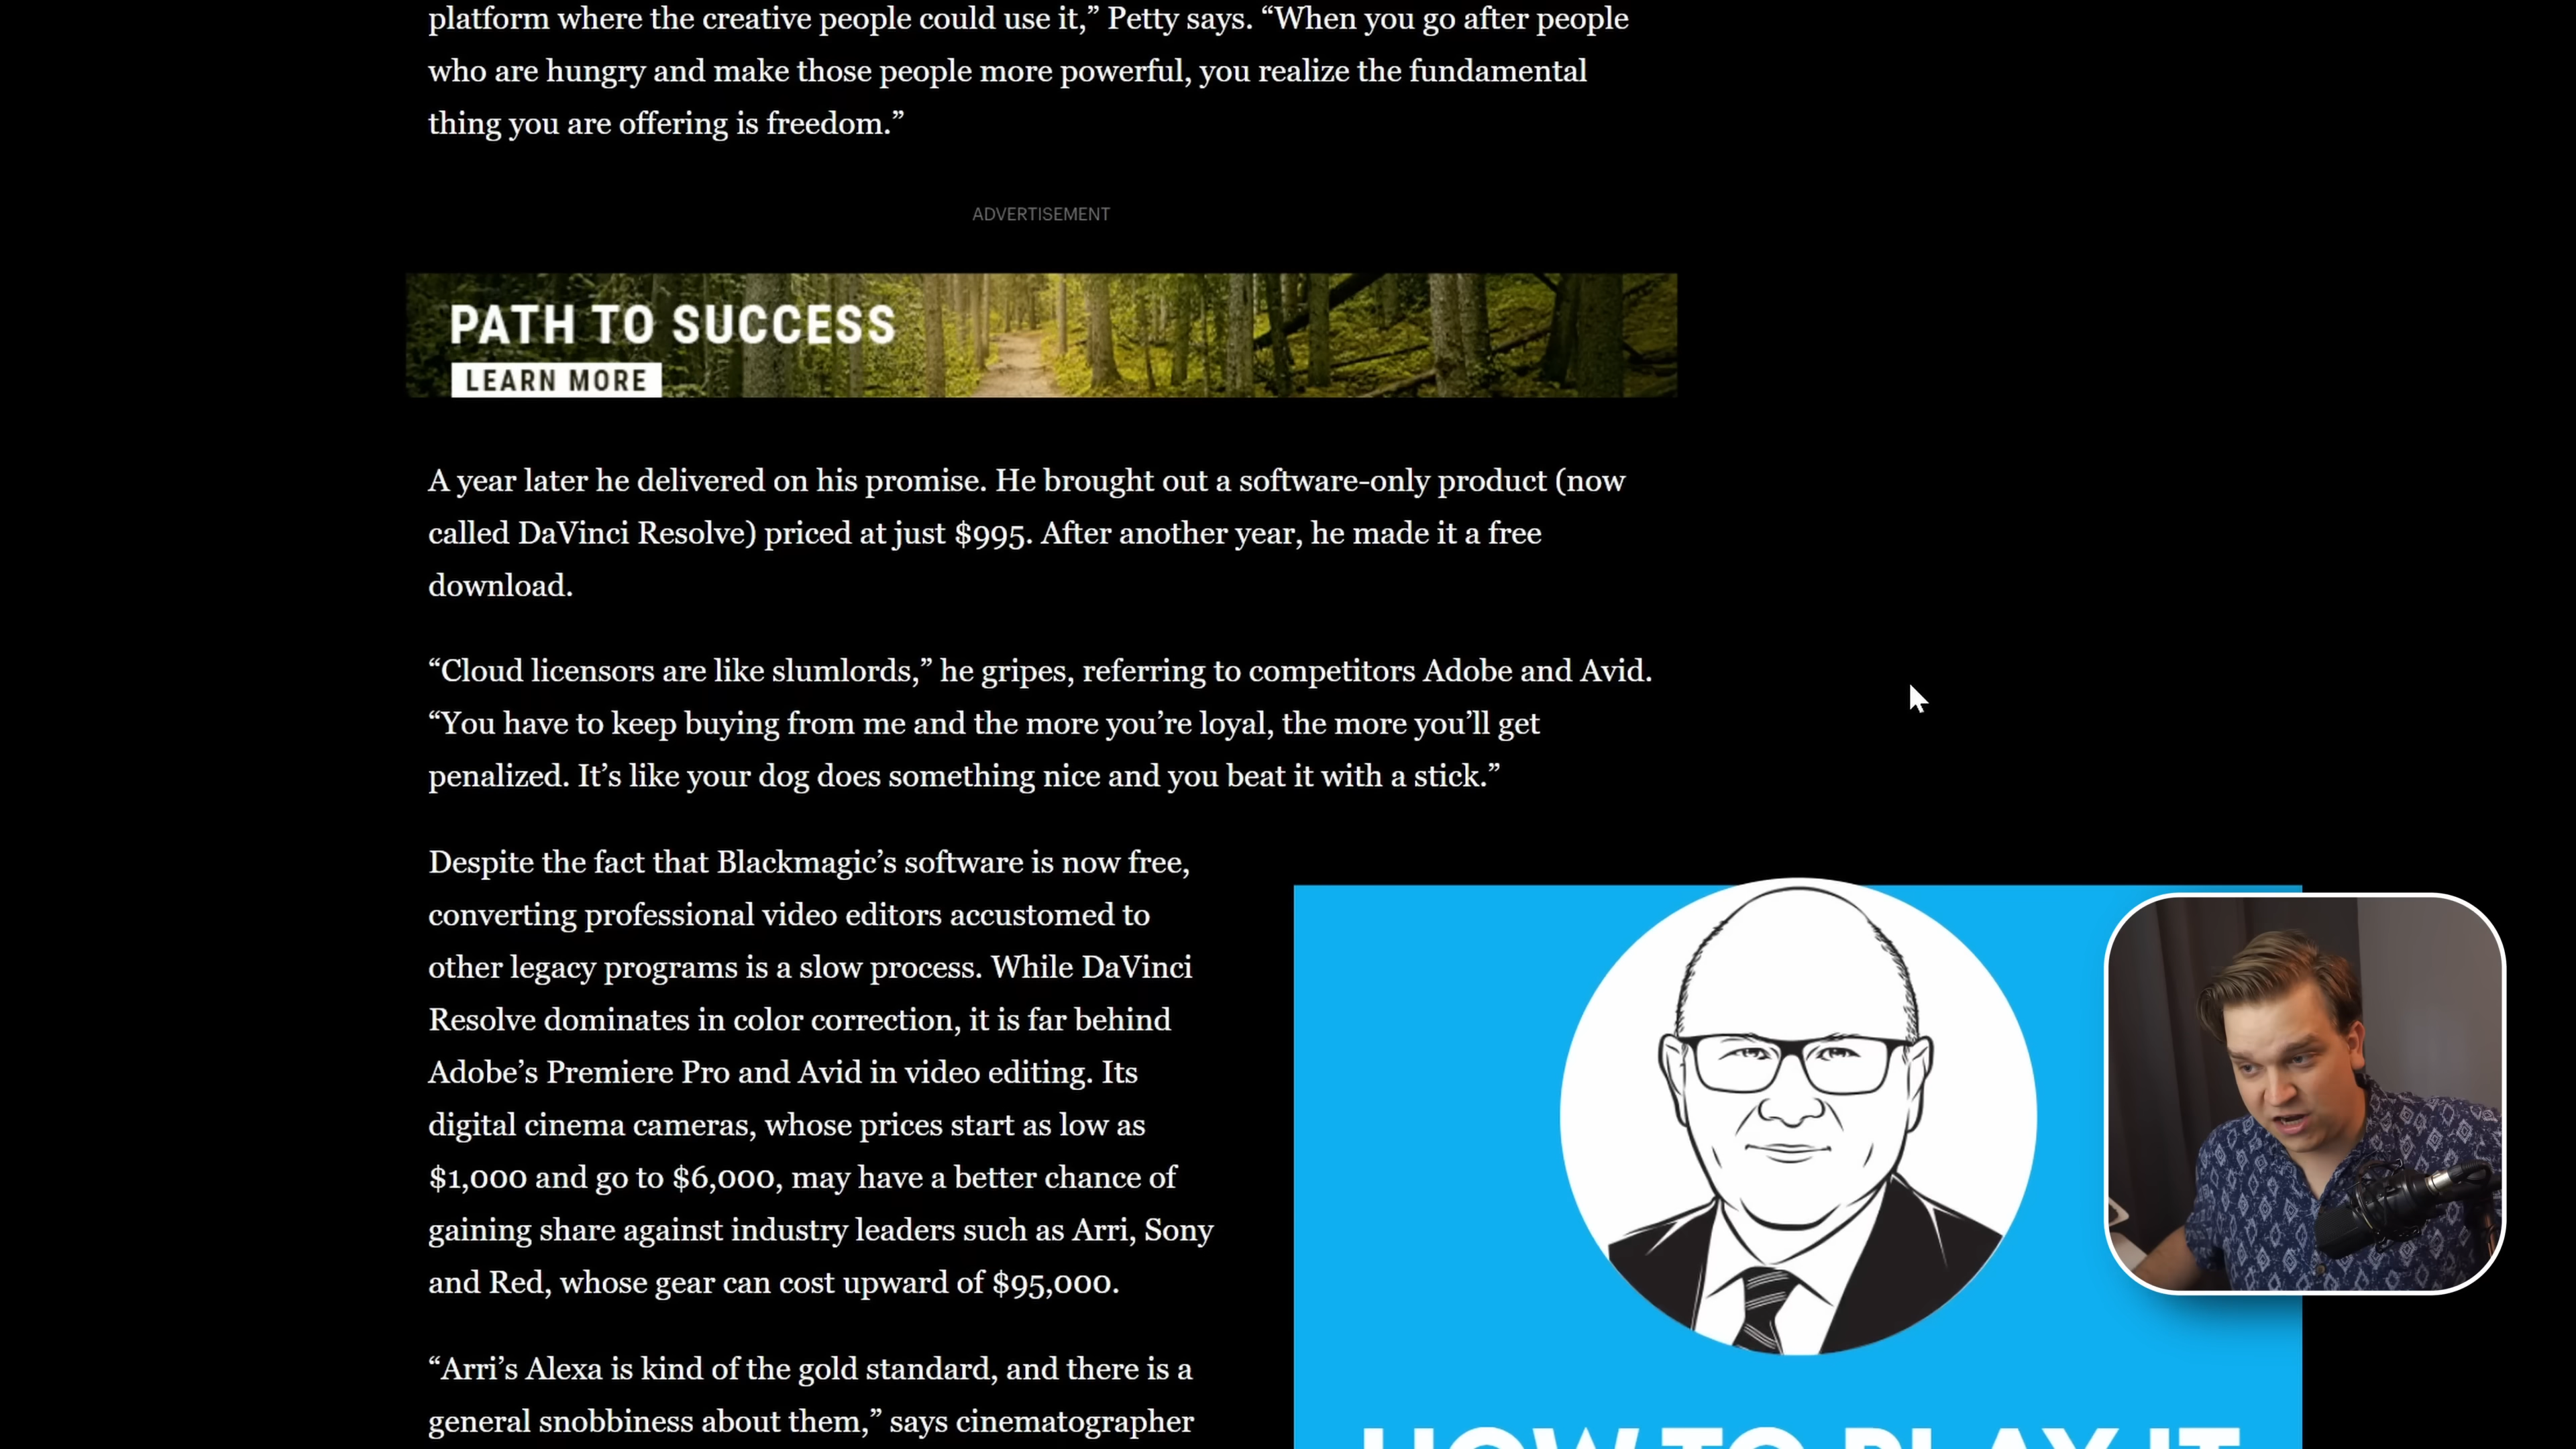 platform where the creative people could use it,” Petty says. “When you go after people
who are hungry and make those people more powerful, you realize the fundamental
thing you are offering is freedom.”
ADVERTISEMENT
PATH TO SUCCESS
LEARN MORE
A year later he delivered on his promise. He brought out a software-only product (now
called DaVinci Resolve) priced at just $995. After another year, he made it a free
download.
“Cloud licensors are like slumlords,” he gripes, referring to competitors Adobe and Avid.
“You have to keep buying from me and the more you’re loyal, the more you’ll get
penalized. It’s like your dog does something nice and you beat it with a stick.”
Despite the fact that Blackmagic’s software is now free,
converting professional video editors accustomed to
other legacy programs is a slow process. While DaVinci
Resolve dominates in color correction, it is far behind
Adobe’s Premiere Pro and Avid in video editing. Its
digital cinema cameras, whose prices start as low as
$1,000 and go to $6,000, may have a better chance of
gaining share against industry leaders such as Arri, Sony
and Red, whose gear can cost upward of $95,000.
“Arri’s Alexa is kind of the gold standard, and there is a
general snobbiness about them,” says cinematographer
HOW TO PLAY IT